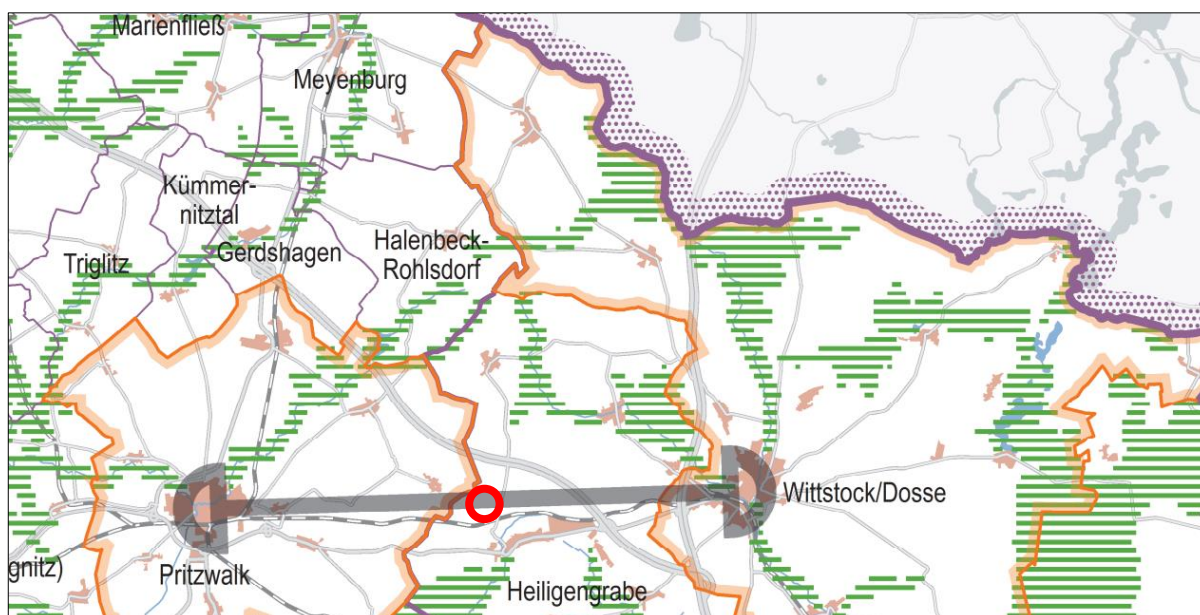 Marienfließ
Meyenburg
Kümmer-
nitztal
Gerdshagen
Halenbeck-
Rohlsdorf
Triglitz
Wittstock/Dosse
gnitz)
Pritzwalk
Heiligengrabe